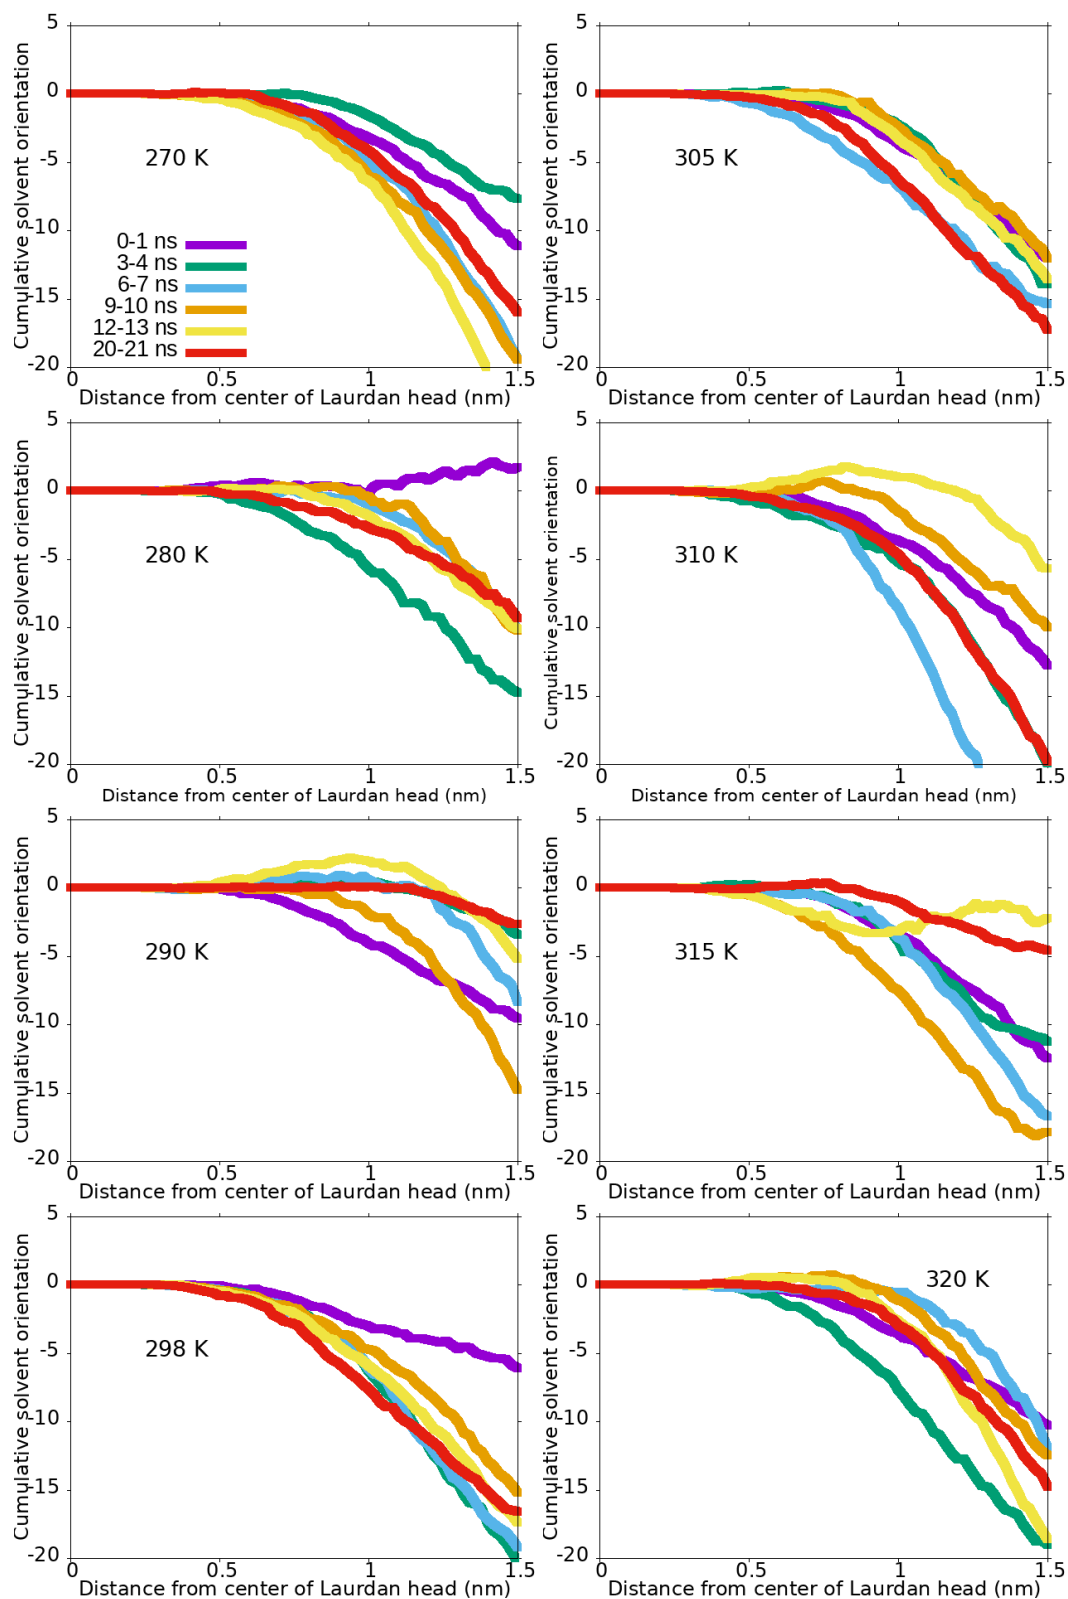 5
0
-5
-10
-15
-20
Cumulative solvent orientation
270 K
0-1 ns
3-4 ns
6-7 ns
9-10 ns
12-13 ns
20-21 ns
0 0.5 1 1.5
Distance from center of Laurdan head (nm)
5
0
-5
-10
-15
-20
Cumulative solvent orientation
305 K
0 0.5 1 1.5
Distance from center of Laurdan head (nm)
5
0
-5
-10
-15
-20
Cumulative solvent orientation
280 K
0 0.5 1 1.5
Distance from center of Laurdan head (nm)
5
0
-5
-10
-15
-20
Cumulative solvent orientation
310 K
0 0.5 1 1.5
Distance from center of Laurdan head (nm)
5
0
-5
-10
-15
-20
Cumulative solvent orientation
290 K
0 0.5 1 1.5
Distance from center of Laurdan head (nm)
5
0
-5
-10
-15
-20
Cumulative solvent orientation
315 K
0 0.5 1 1.5
Distance from center of Laurdan head (nm)
5
0
-5
-10
-15
-20
Cumulative solvent orientation
298 K
0 0.5 1 1.5
Distance from center of Laurdan head (nm)
5
0
-5
-10
-15
-20
Cumulative solvent orientation
320 K
0 0.5 1 1.5
Distance from center of Laurdan head (nm)